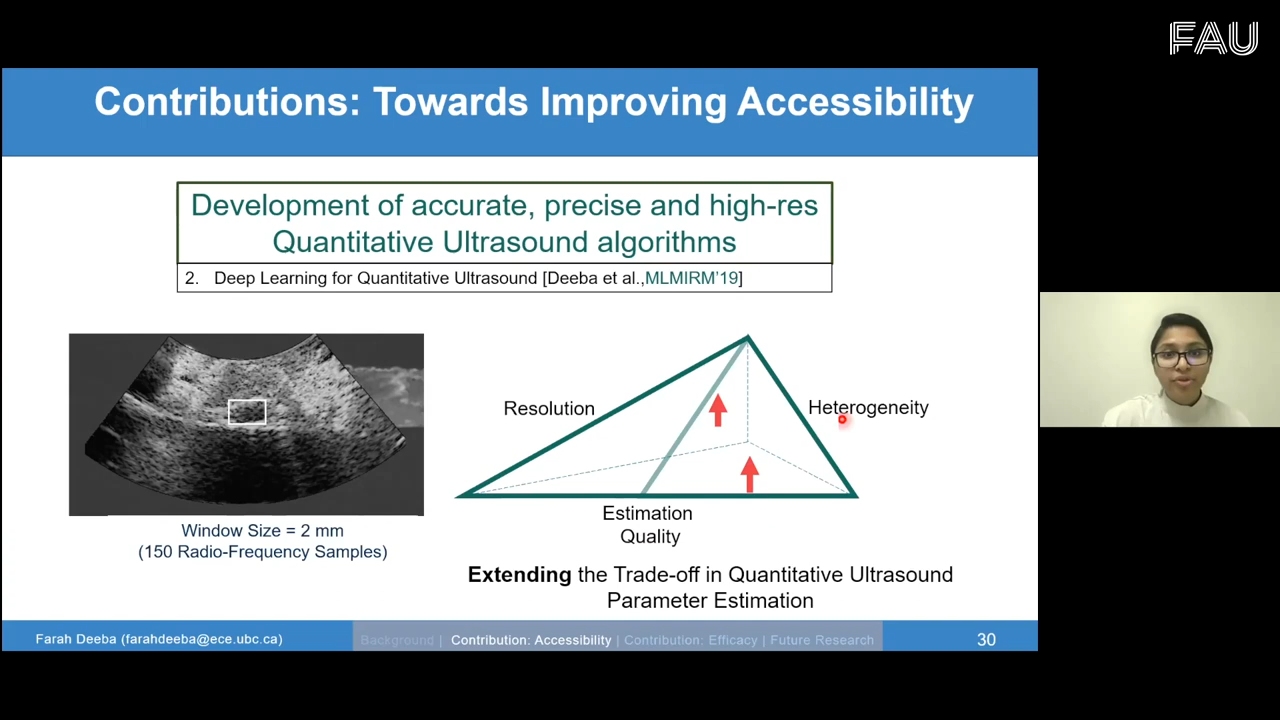 FAU
Contributions: Towards Improving Accessibility
Development of accurate, precise and high-res
Quantitative Ultrasound algorithms
2. Deep Learning for Quantitative Ultrasound [Deeba et al.,MLMIRM'19]
Resolution
Heterogeneity
Estimation
Quality
Window Size = 2 mm
(150 Radio-Frequency Samples)
Extending the Trade-off in Quantitative Ultrasound
Parameter Estimation
Farah Deeba (farahdeeba@ece.ubc.ca)
Background | Contribution: Accessibility | Contribution: Efficacy | Future Research
30